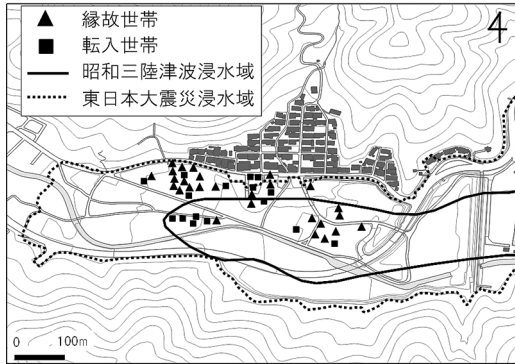 縁故世帯
転入世帯
昭和三陸津波浸水域
東日本大震災浸水域
4
0 100m